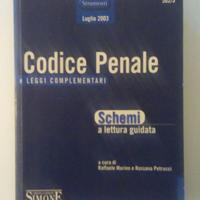 Strumenti
Luglio 2003
Codice Penale
e LEGGI COMPLEMENTARI
Schemi
a lettura guidata
a cura di
Raffaele Marino e Rossana Petrucci
SIMONE